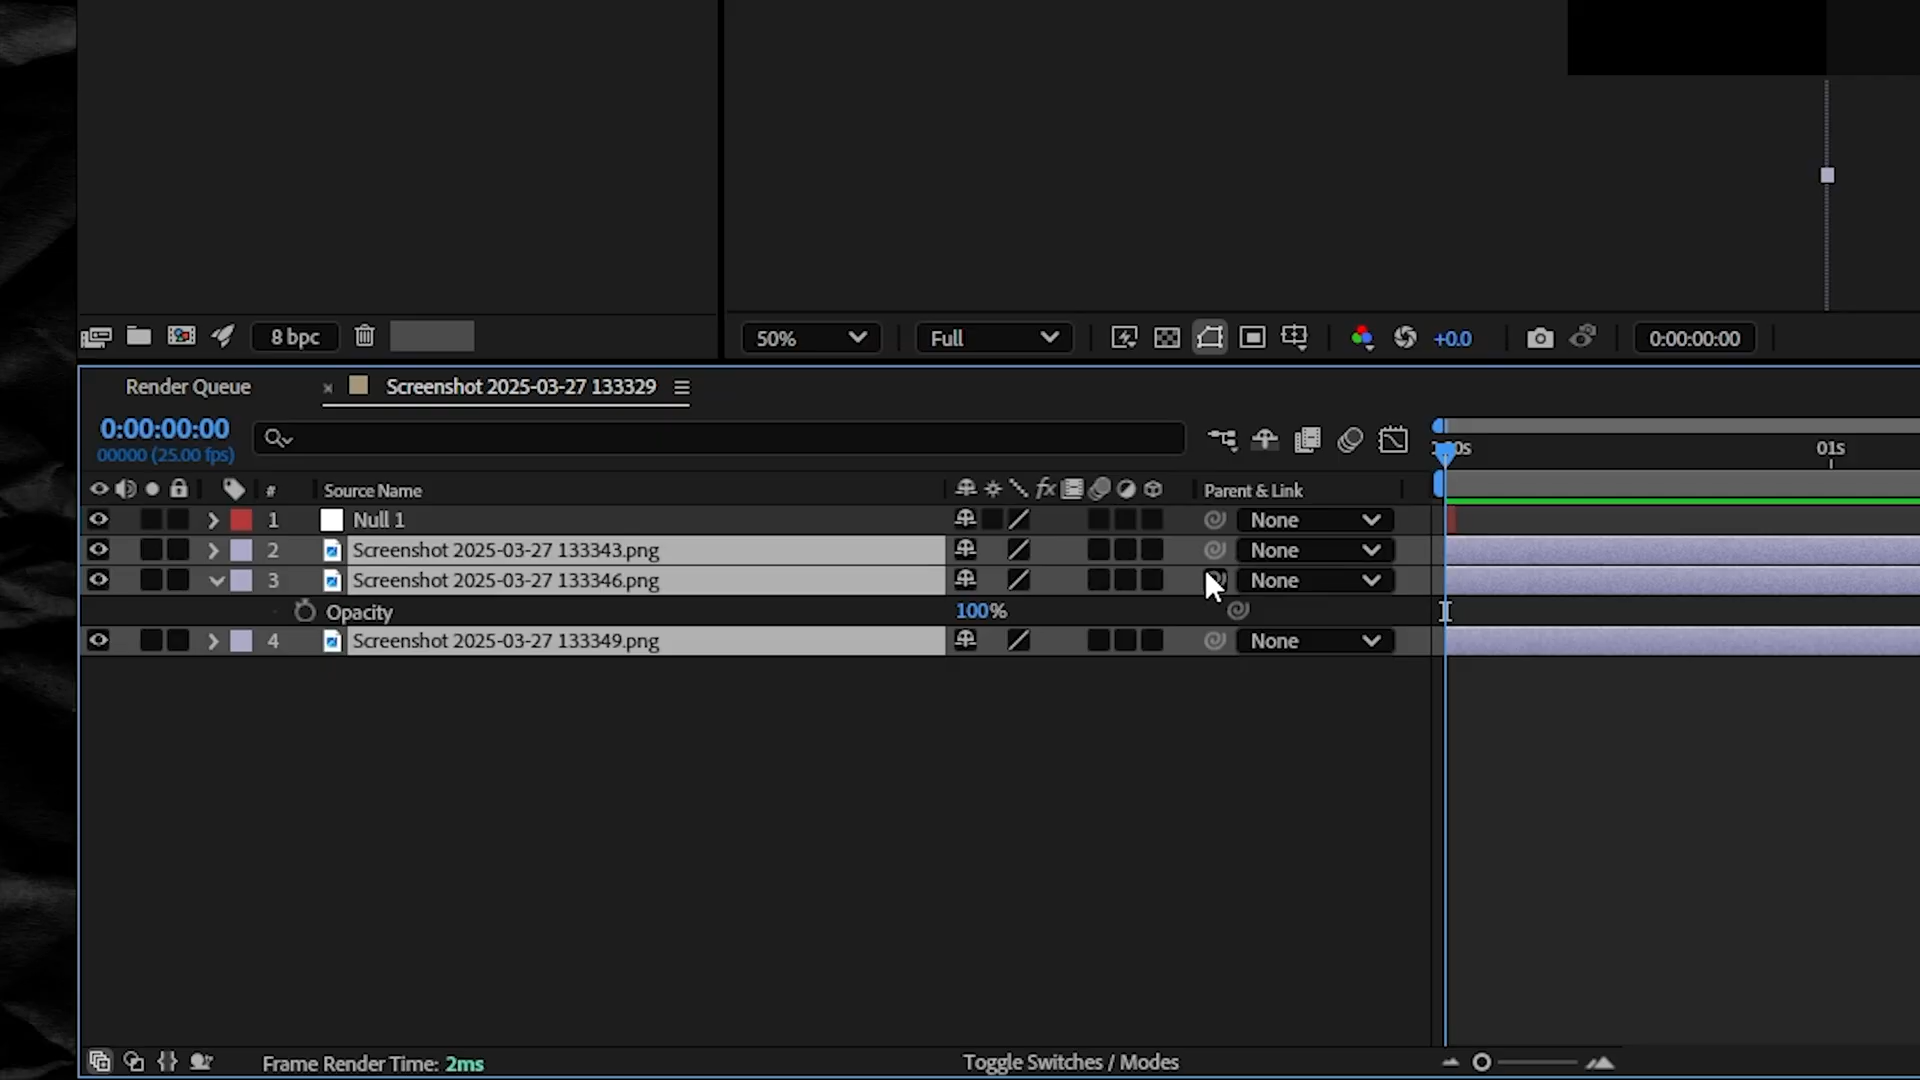 8 bpc
50%
Full
+0.0
0:00:00:00
Render Queue
Screenshot 2025-03-27 133329
0:00:00:00
00000 (25.00 fps)
01s
# Source Name
Parent & Link
1 Null 1 None
2 Screenshot 2025-03-27 133343.png None
3 Screenshot 2025-03-27 133346.png None
Opacity 100%
4 Screenshot 2025-03-27 133349.png None
Frame Render Time: 2ms
Toggle Switches / Modes